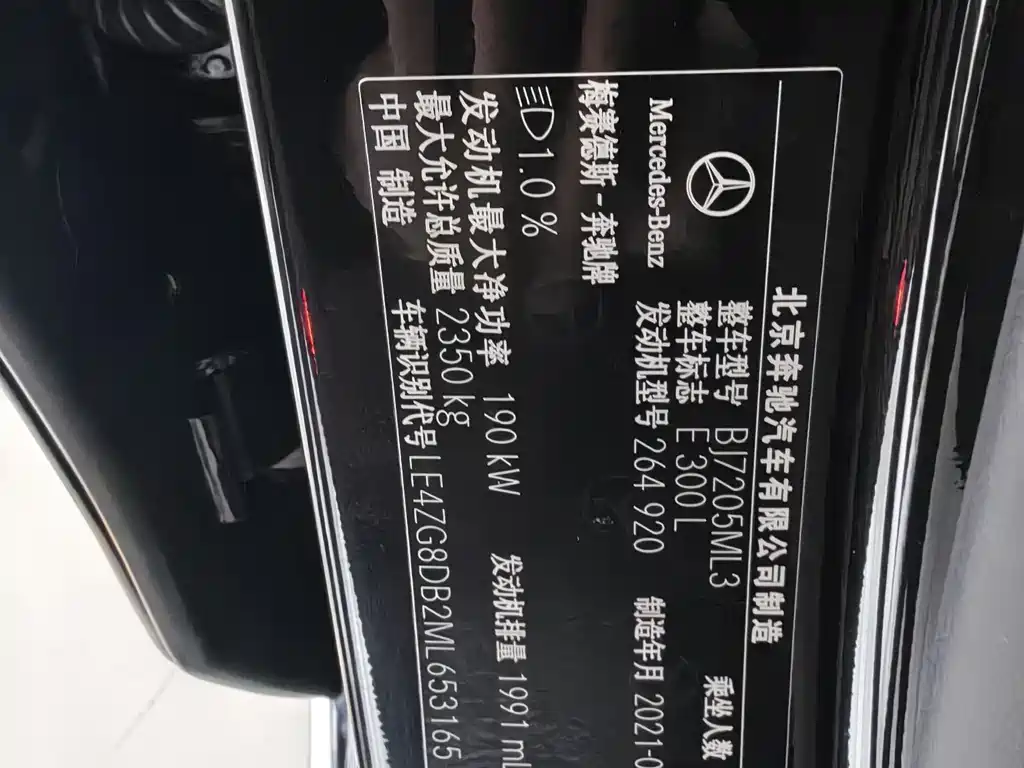 北京奔驰汽车有限公司制造
Mercedes-Benz
梅赛德斯-奔驰牌
整车型号 BJ7205ML3
乘坐人数
整车标志 E 300 L
发动机型号 264 920
制造年月 2021-0
1.0 %
发动机最大净功率 190 kW
发动机排量 1991 mL
最大允许总质量 2350 kg
中国 制造
车辆识别代号 LE4ZG8DB2ML653165